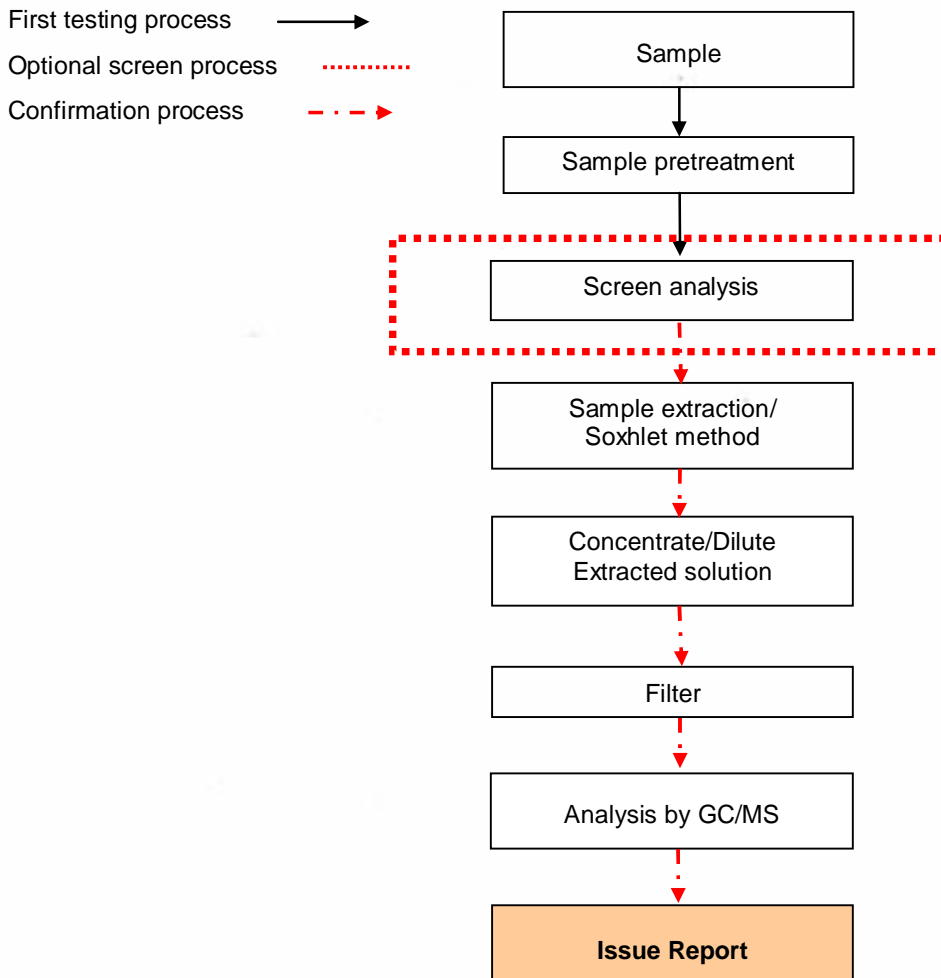 First testing process
Optional screen process
Confirmation process
Sample
Sample pretreatment
Screen analysis
Sample extraction/
Soxhlet method
Concentrate/Dilute
Extracted solution
Filter
Analysis by GC/MS
Issue Report